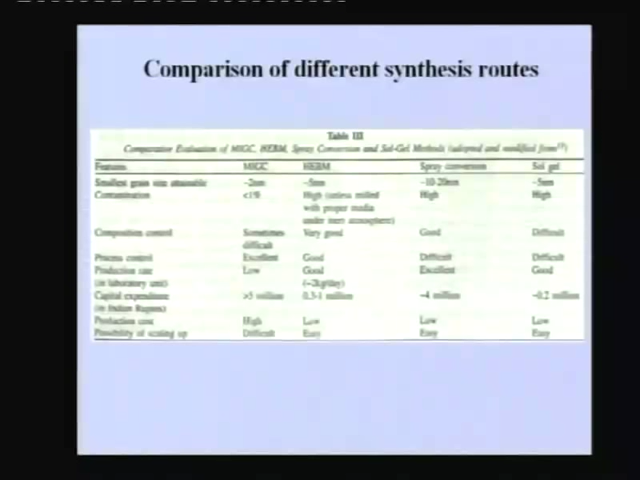 Comparison of different synthesis routes
Table III
Comparative Evaluation of MIGC, HEBM, Spray Conversion and Sol-Gel Methods (adopted and modified from
Features MIGC HEBM Spray conversion Sol gel
Smallest grain size attainable ~2nm ~5nm ~10-20nm ~5nm
Contamination <1% High (unless milled High High
with proper media
under inert atmosphere)
Composition control Sometimes Very good Good Difficult
difficult
Process control Excellent Good Difficult Difficult
Production rate Low Good Excellent Good
(in laboratory unit) (~2kg/day)
Capital expenditure >5 million 0.3-1 million ~4 million ~0.2 million
(in Indian Rupees)
Production cost High Low Low Low
Possibility of scaling up Difficult Easy Easy Easy